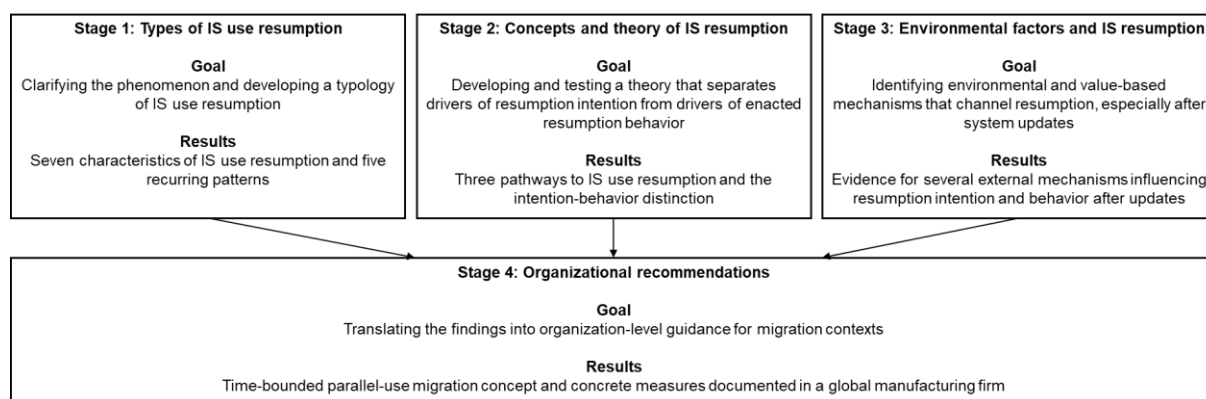 Stage 1: Types of IS use resumption
Goal
Clarifying the phenomenon and developing a typology
of IS use resumption
Results
Seven characteristics of IS use resumption and five
recurring patterns
Stage 2: Concepts and theory of IS resumption
Goal
Developing and testing a theory that separates
drivers of resumption intention from drivers of enacted
resumption behavior
Results
Three pathways to IS use resumption and the
intention-behavior distinction
Stage 3: Environmental factors and IS resumption
Goal
Identifying environmental and value-based
mechanisms that channel resumption, especially after
system updates
Results
Evidence for several external mechanisms influencing
resumption intention and behavior after updates
Stage 4: Organizational recommendations
Goal
Translating the findings into organization-level guidance for migration contexts
Results
Time-bounded parallel-use migration concept and concrete measures documented in a global manufacturing firm